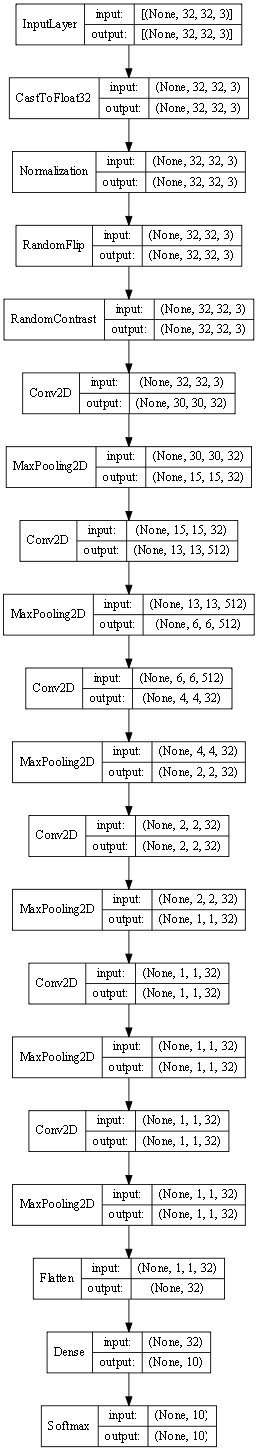 InputLayer input: [(None, 32, 32, 3)]
output: [(None, 32, 32, 3)]
CastToFloat32 input: (None, 32, 32, 3)
output: (None, 32, 32, 3)
Normalization input: (None, 32, 32, 3)
output: (None, 32, 32, 3)
RandomFlip input: (None, 32, 32, 3)
output: (None, 32, 32, 3)
RandomContrast input: (None, 32, 32, 3)
output: (None, 32, 32, 3)
Conv2D input: (None, 32, 32, 3)
output: (None, 30, 30, 32)
MaxPooling2D input: (None, 30, 30, 32)
output: (None, 15, 15, 32)
Conv2D input: (None, 15, 15, 32)
output: (None, 13, 13, 512)
MaxPooling2D input: (None, 13, 13, 512)
output: (None, 6, 6, 512)
Conv2D input: (None, 6, 6, 512)
output: (None, 4, 4, 32)
MaxPooling2D input: (None, 4, 4, 32)
output: (None, 2, 2, 32)
Conv2D input: (None, 2, 2, 32)
output: (None, 2, 2, 32)
MaxPooling2D input: (None, 2, 2, 32)
output: (None, 1, 1, 32)
Conv2D input: (None, 1, 1, 32)
output: (None, 1, 1, 32)
MaxPooling2D input: (None, 1, 1, 32)
output: (None, 1, 1, 32)
Conv2D input: (None, 1, 1, 32)
output: (None, 1, 1, 32)
MaxPooling2D input: (None, 1, 1, 32)
output: (None, 1, 1, 32)
Flatten input: (None, 1, 1, 32)
output: (None, 32)
Dense input: (None, 32)
output: (None, 10)
Softmax input: (None, 10)
output: (None, 10)